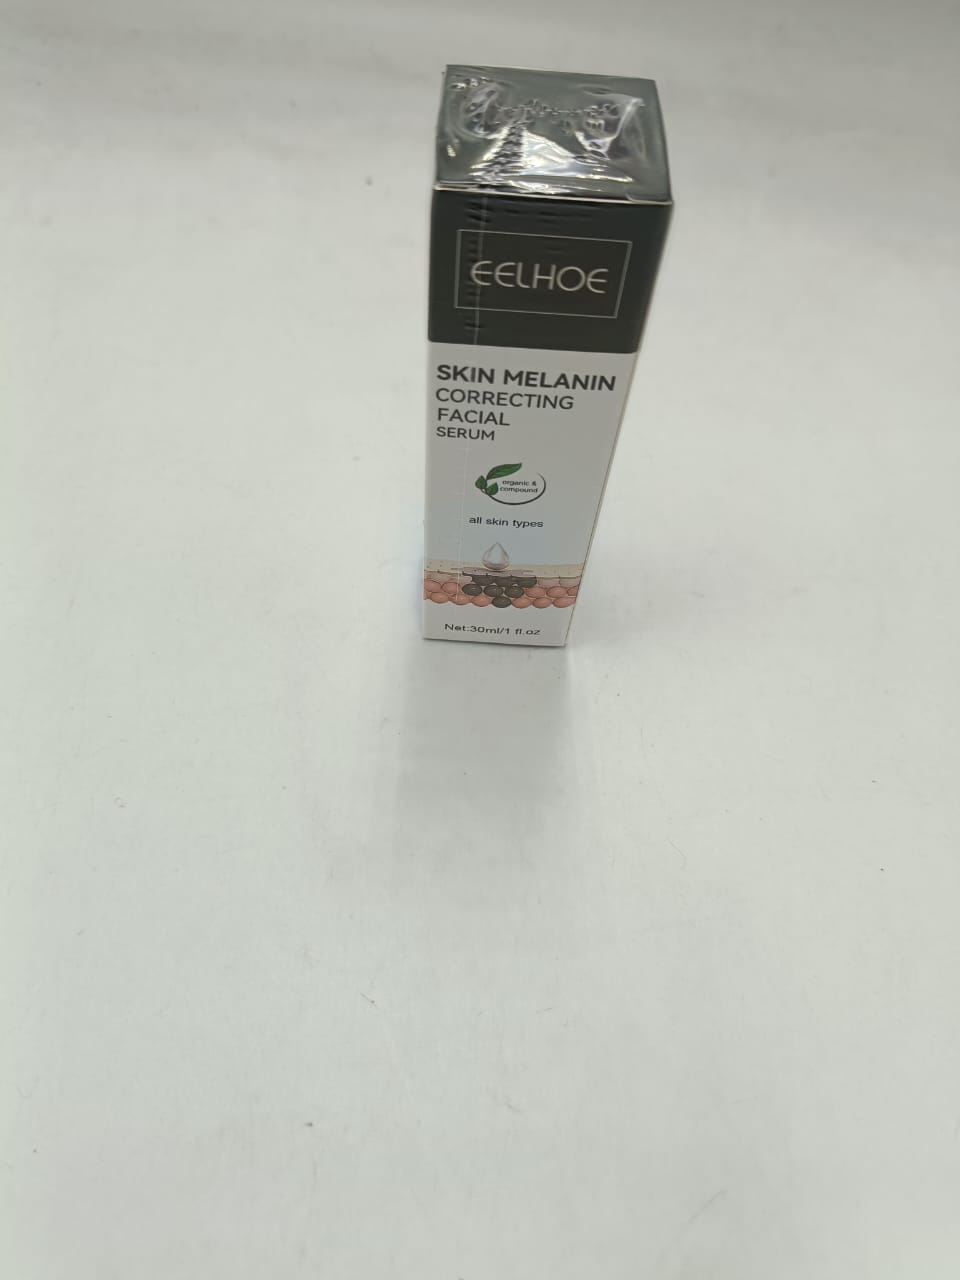 EELHOE
SKIN MELANIN
CORRECTING
FACIAL
SERUM
organic &
compound
all skin types
Net:30ml/1 fl.oz